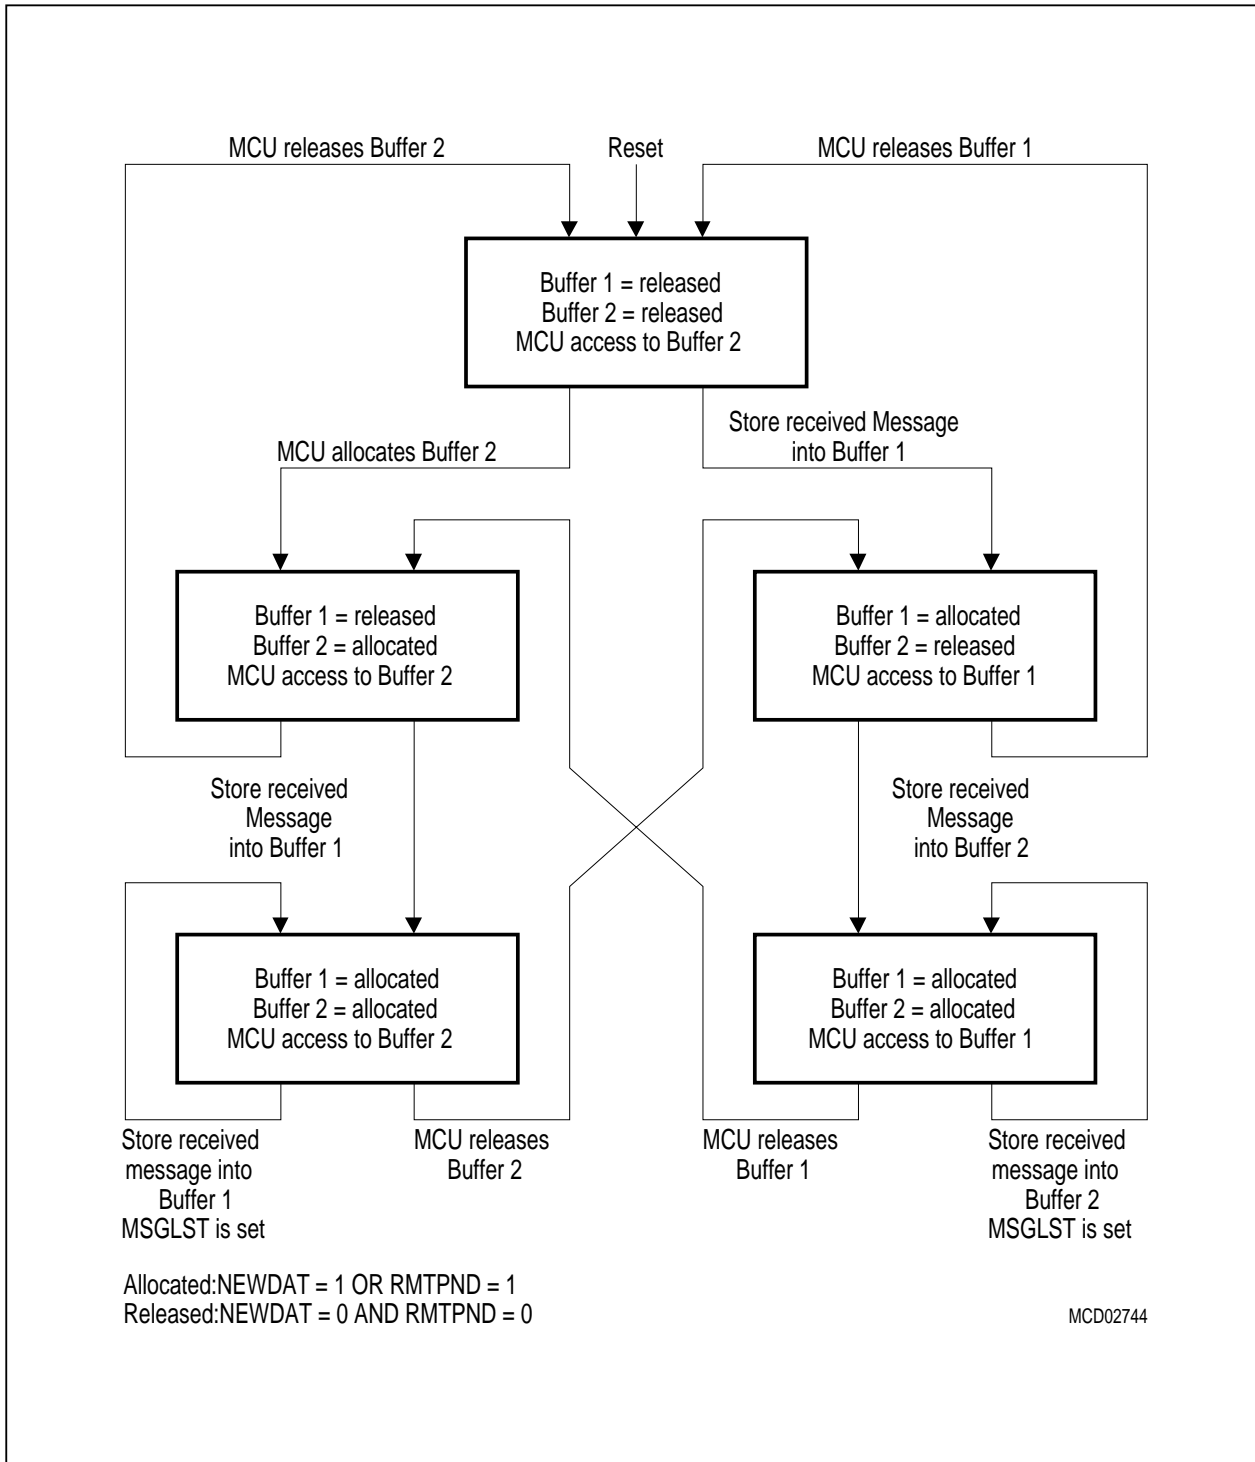 MCU releases Buffer 2
Reset
MCU releases Buffer 1
Buffer 1 = released
Buffer 2 = released
MCU access to Buffer 2
MCU allocates Buffer 2
Store received Message
into Buffer 1
Buffer 1 = released
Buffer 2 = allocated
MCU access to Buffer 2
Buffer 1 = allocated
Buffer 2 = released
MCU access to Buffer 1
Store received
Message
into Buffer 1
Store received
Message
into Buffer 2
Buffer 1 = allocated
Buffer 2 = allocated
MCU access to Buffer 2
Buffer 1 = allocated
Buffer 2 = allocated
MCU access to Buffer 1
Store received
message into
Buffer 1
MSGLST is set
MCU releases
Buffer 2
MCU releases
Buffer 1
Store received
message into
Buffer 2
MSGLST is set
Allocated:NEWDAT = 1 OR RMTPND = 1
Released:NEWDAT = 0 AND RMTPND = 0
MCD02744